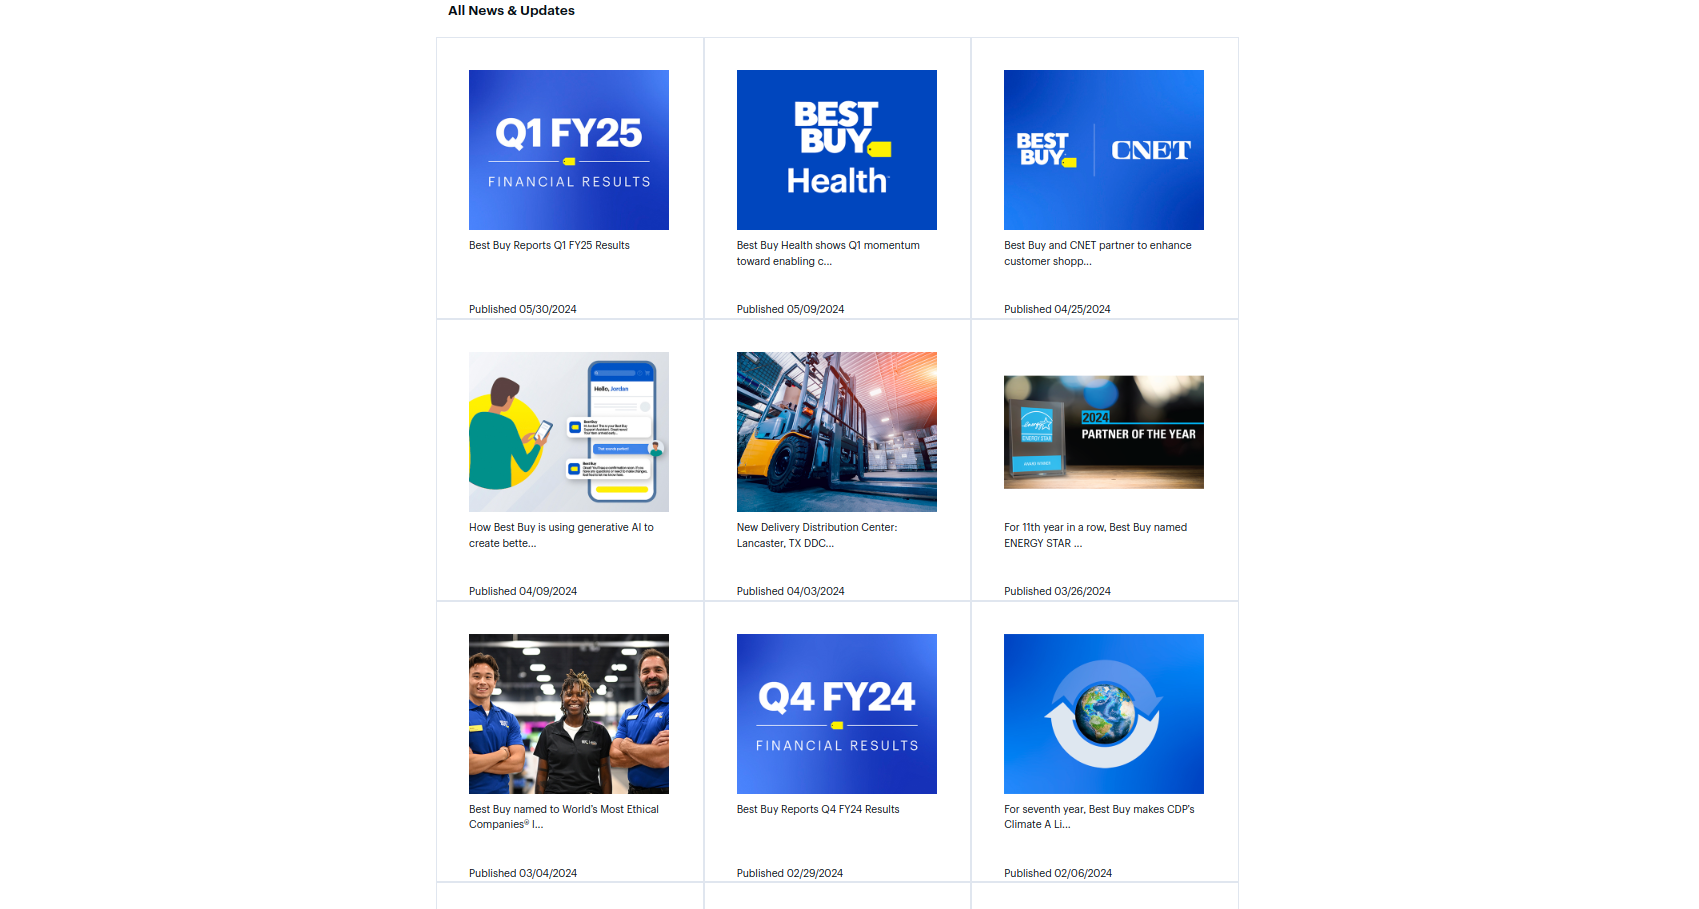 All News & Updates
Q1 FY25
FINANCIAL RESULTS
Best Buy Reports Q1 FY25 Results
Published 05/30/2024
BEST
BUY
Health
Best Buy Health shows Q1 momentum
toward enabling c...
Published 05/09/2024
BEST
BUY
CNET
Best Buy and CNET partner to enhance
customer shopp...
Published 04/25/2024
Hello, Jordan
Best Buy
Best Buy
How Best Buy is using generative AI to
create bette...
Published 04/09/2024
New Delivery Distribution Center:
Lancaster, TX DDC...
Published 04/03/2024
energy
ENERGY STAR
2024
PARTNER OF THE YEAR
For 11th year in a row, Best Buy named
ENERGY STAR ...
Published 03/26/2024
Best Buy named to World's Most Ethical
Companies® l...
Published 03/04/2024
Q4 FY24
FINANCIAL RESULTS
Best Buy Reports Q4 FY24 Results
Published 02/29/2024
For seventh year, Best Buy makes CDP's
Climate A Li...
Published 02/06/2024